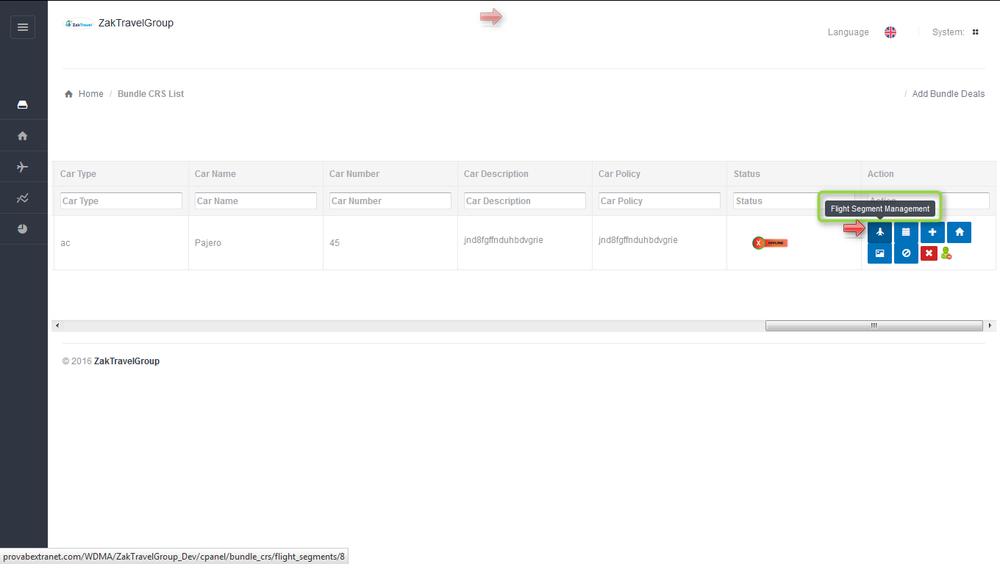 ZakTravel ZakTravelGroup
Language
System:
Home / Bundle CRS List
/ Add Bundle Deals
Car Type Car Name Car Number Car Description Car Policy Status Action
Car Type Car Name Car Number Car Description Car Policy Status Action
Flight Segment Management
ac Pajero 45 jnd8fgffnduhbdvgrie jnd8fgffnduhbdvgrie X OFFLINE
© 2016 ZakTravelGroup
provabextranet.com/WDMA/ZakTravelGroup_Dev/cpanel/bundle_crs/flight_segments/8